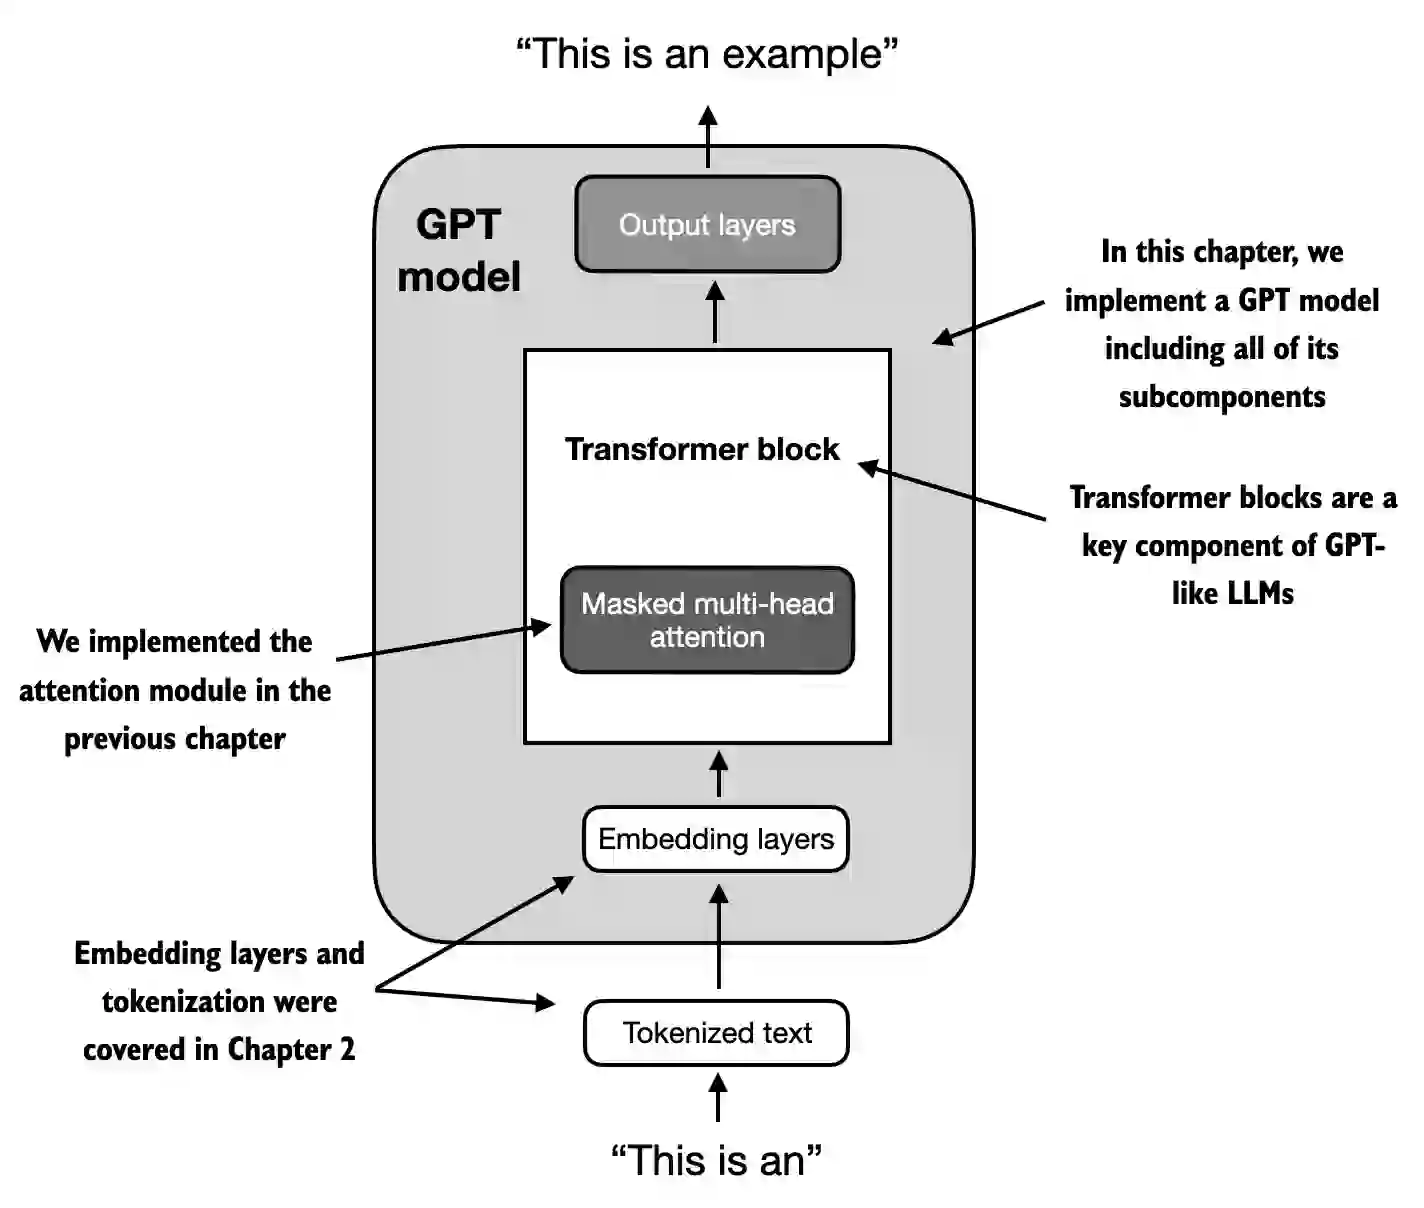 “This is an example”
GPT
model
Output layers
In this chapter, we
implement a GPT model
including all of its
subcomponents
Transformer block
Transformer blocks are a
key component of GPT-
like LLMs
Masked multi-head
attention
We implemented the
attention module in the
previous chapter
Embedding layers
Embedding layers and
tokenization were
covered in Chapter 2
Tokenized text
“This is an”